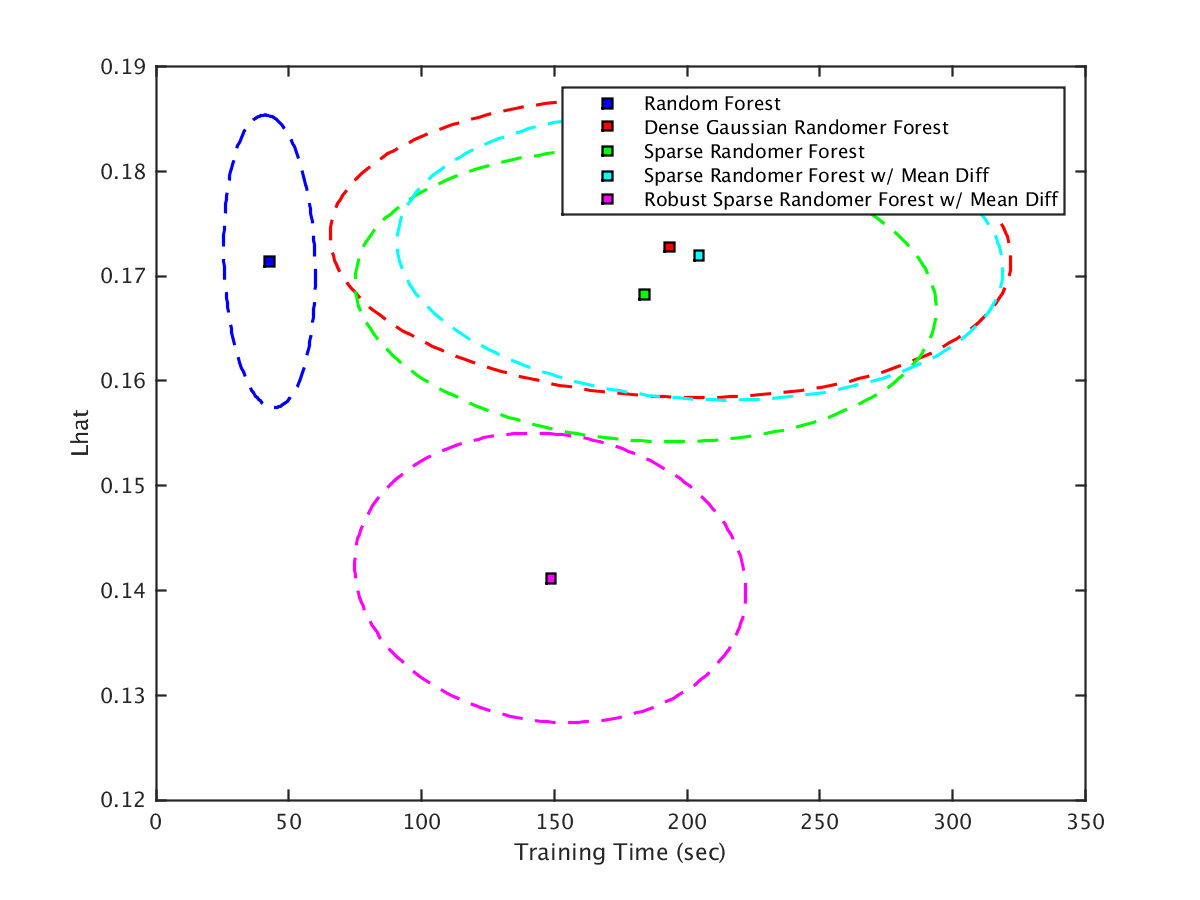 0.19
0.18
0.17
0.16
0.15
0.14
0.13
0.12
Lhat
Random Forest
Dense Gaussian Randomer Forest
Sparse Randomer Forest
Sparse Randomer Forest w/ Mean Diff
Robust Sparse Randomer Forest w/ Mean Diff
0 50 100 150 200 250 300 350
Training Time (sec)